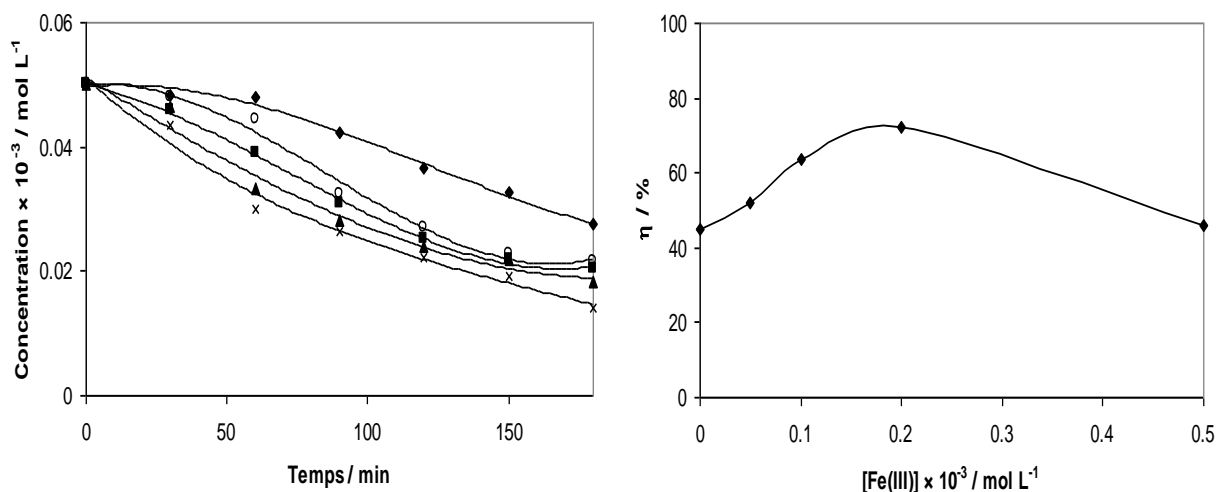 Concentration × 10⁻³ / mol L⁻¹
0.06
0.04
0.02
0
0 50 100 150
Temps / min
η / %
100
80
60
40
20
0
0 0.1 0.2 0.3 0.4 0.5
[Fe(III)] × 10⁻³ / mol L⁻¹